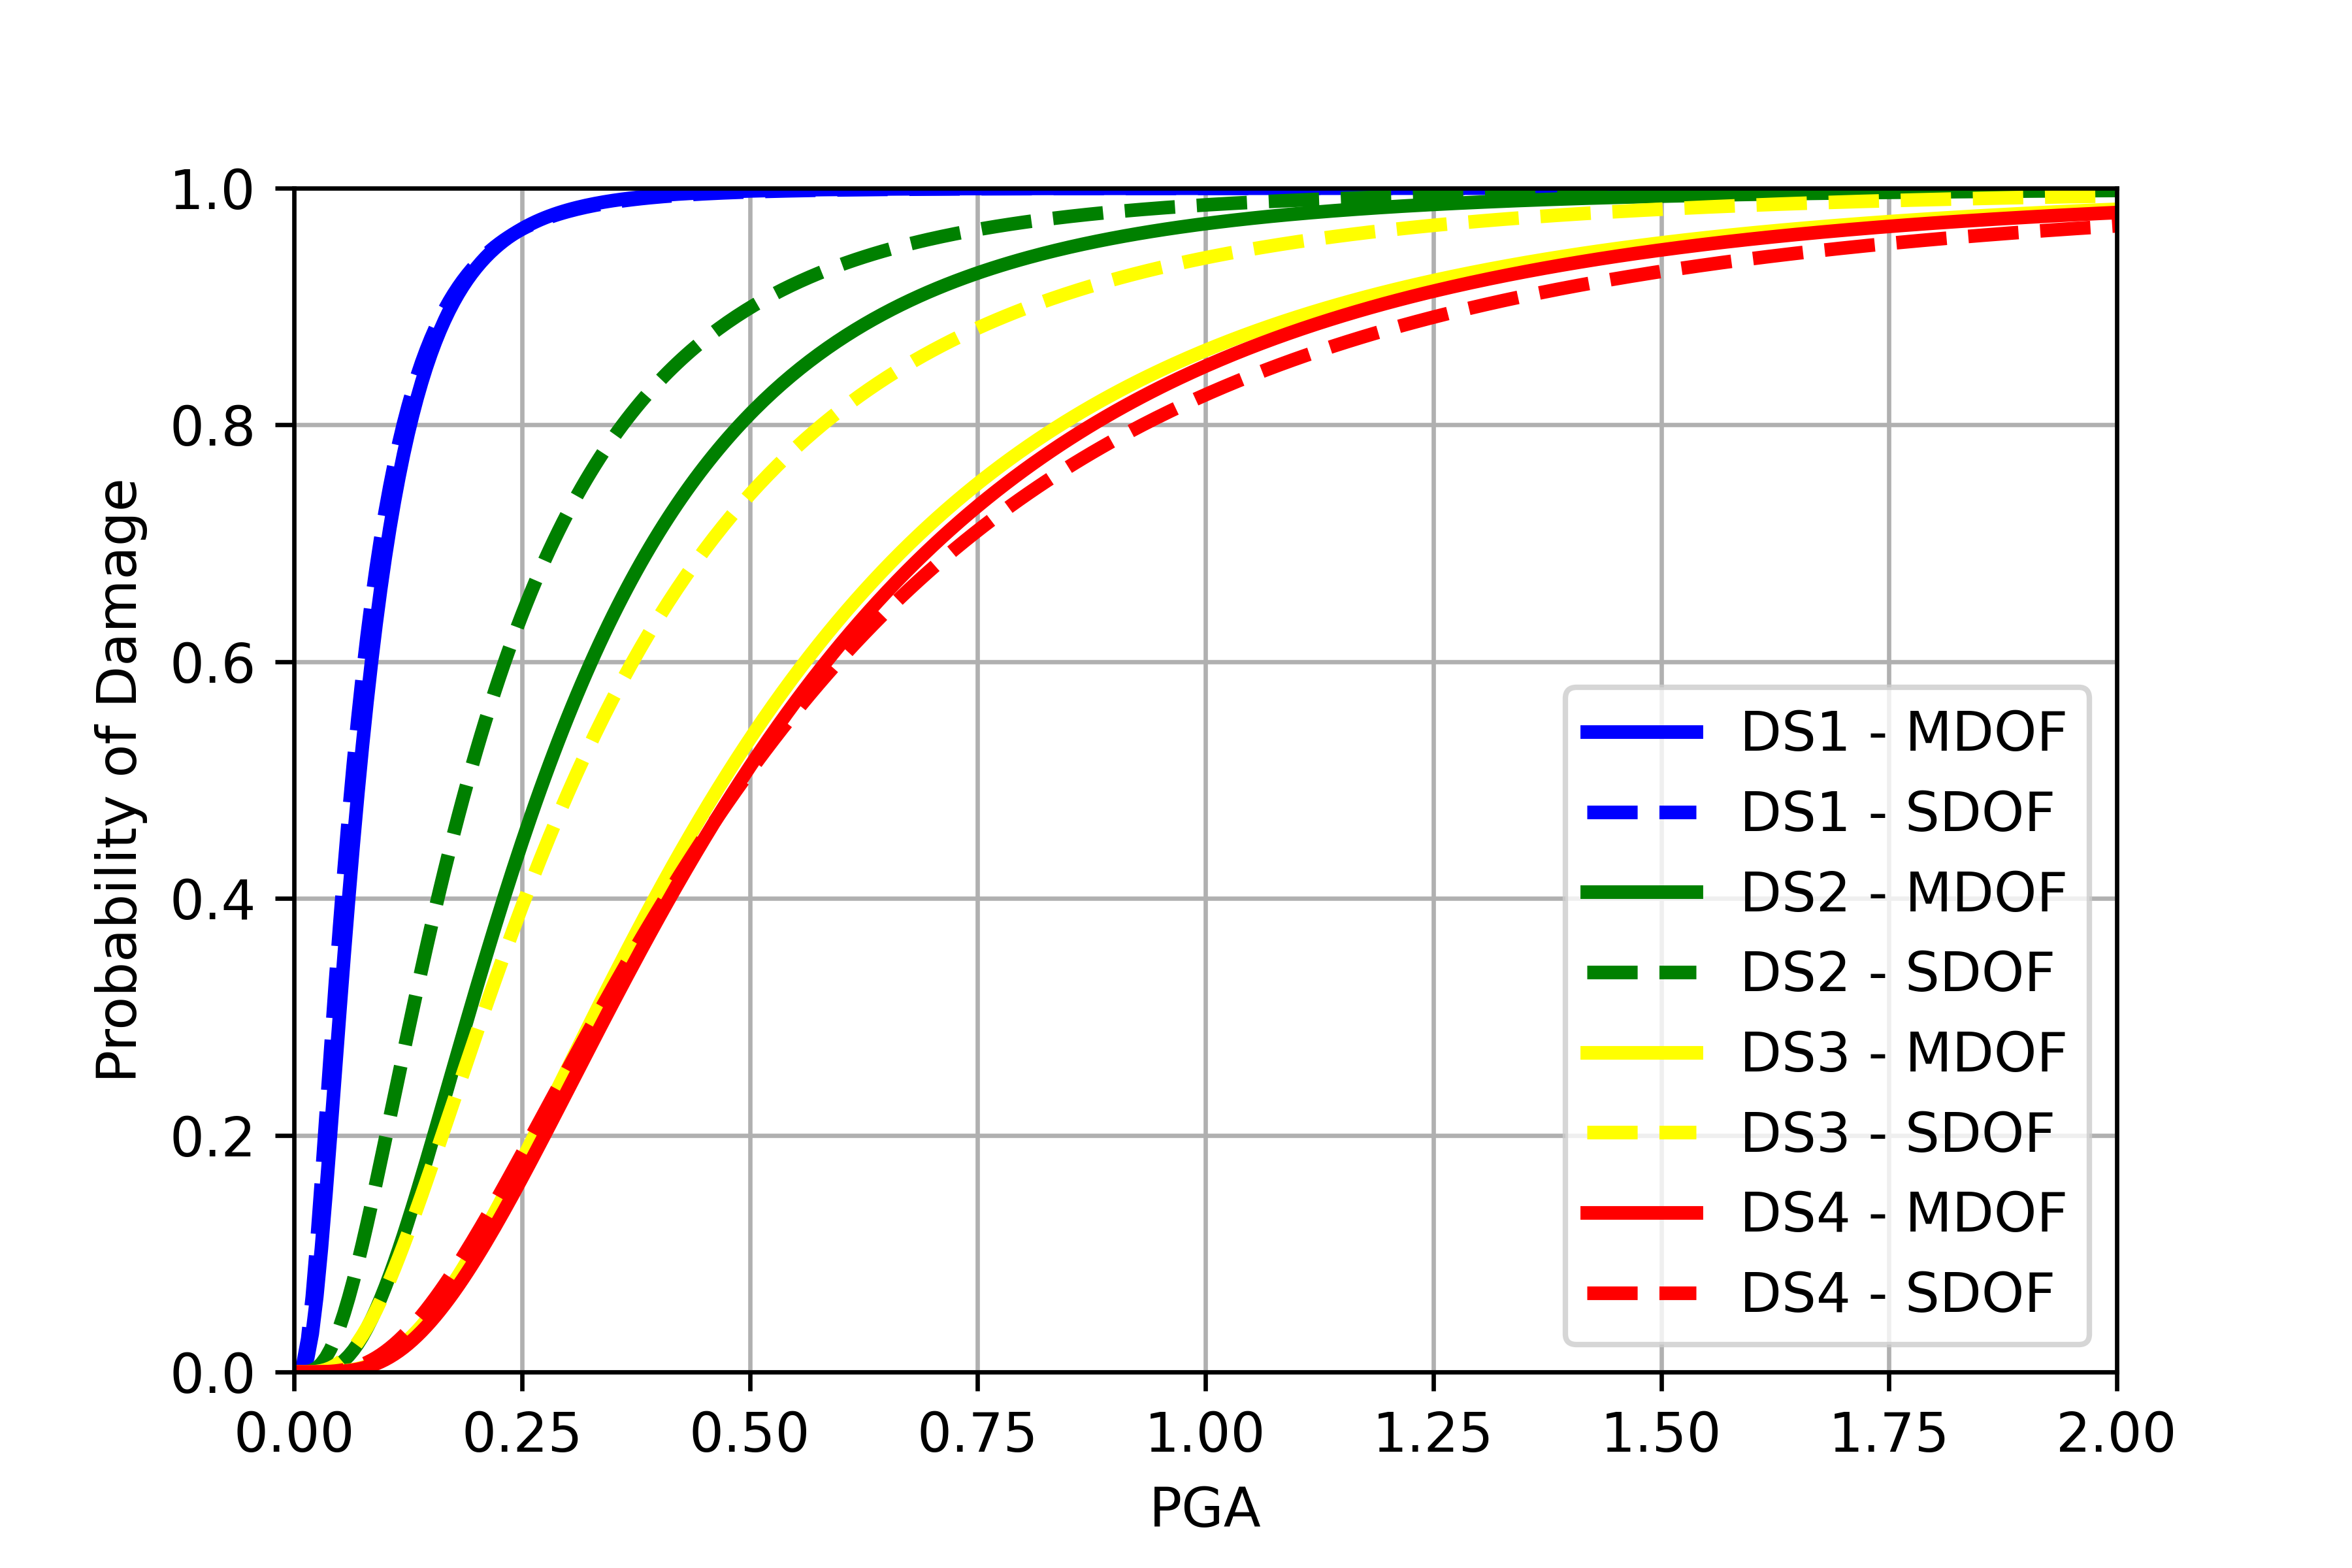 1.0
0.8
0.6
0.4
0.2
0.0
Probability of Damage
0.00 0.25 0.50 0.75 1.00 1.25 1.50 1.75 2.00
PGA
DS1 - MDOF
DS1 - SDOF
DS2 - MDOF
DS2 - SDOF
DS3 - MDOF
DS3 - SDOF
DS4 - MDOF
DS4 - SDOF